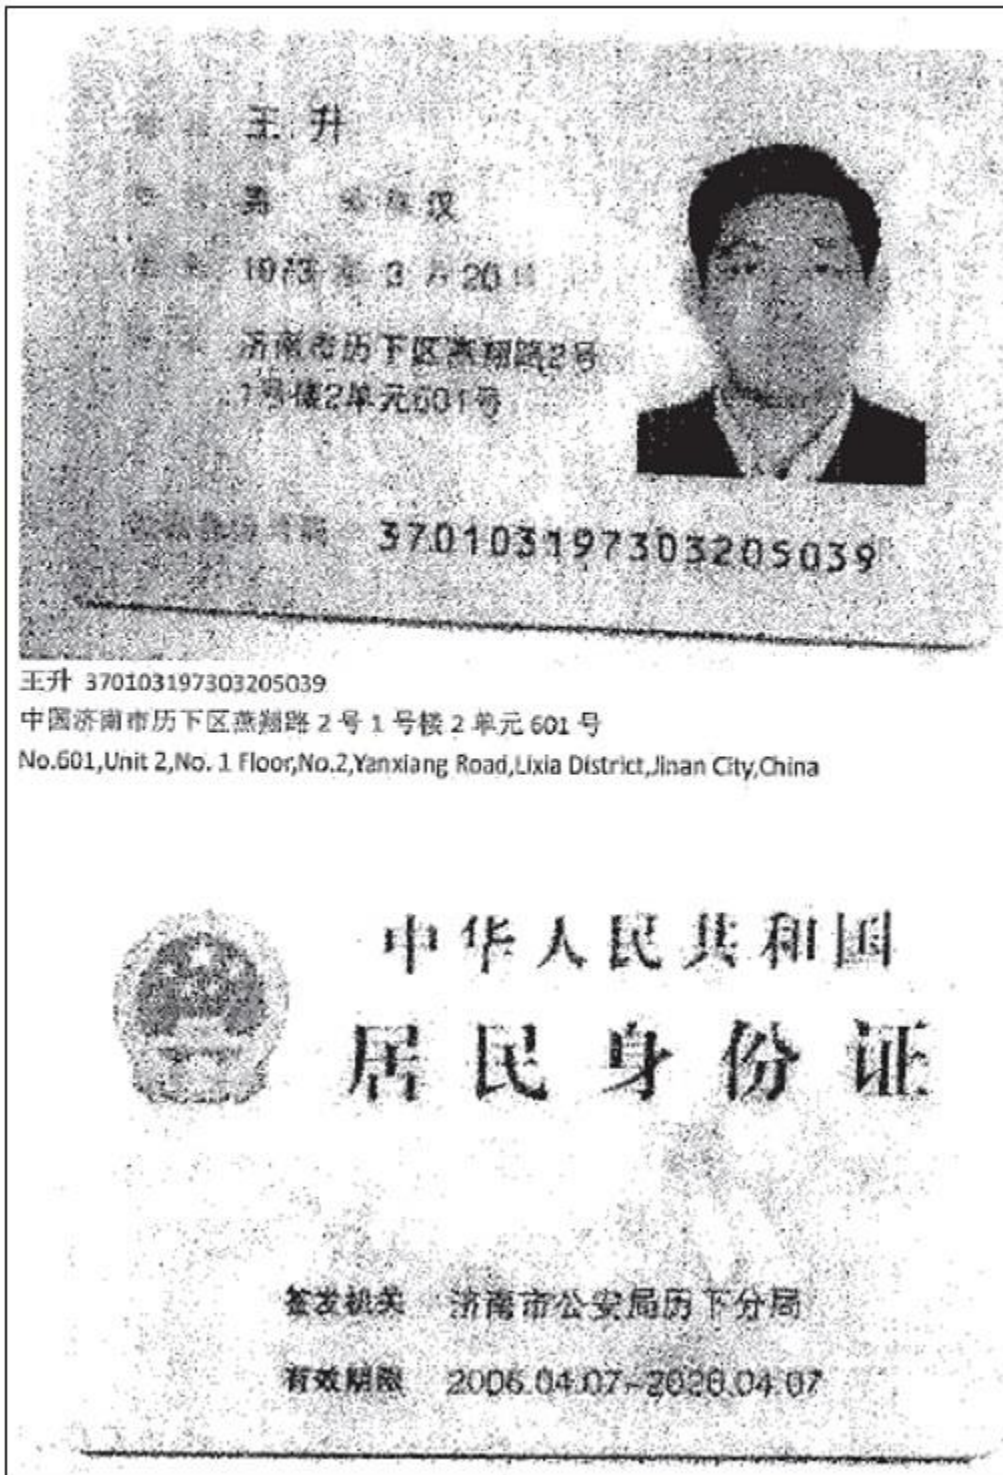 王升
男 民族 汉
1973 年 3 月 20 日
济南市历下区燕翔路2号
1号楼2单元601号
370103197303205039
王升 370103197303205039
中国济南市历下区燕翔路 2 号 1 号楼 2 单元 601 号
No.601,Unit 2,No. 1 Floor,No.2,Yanxiang Road,Lixia District,Jinan City,China
中华人民共和国
居民身份证
签发机关 济南市公安局历下分局
有效期限 2006.04.07-2026.04.07